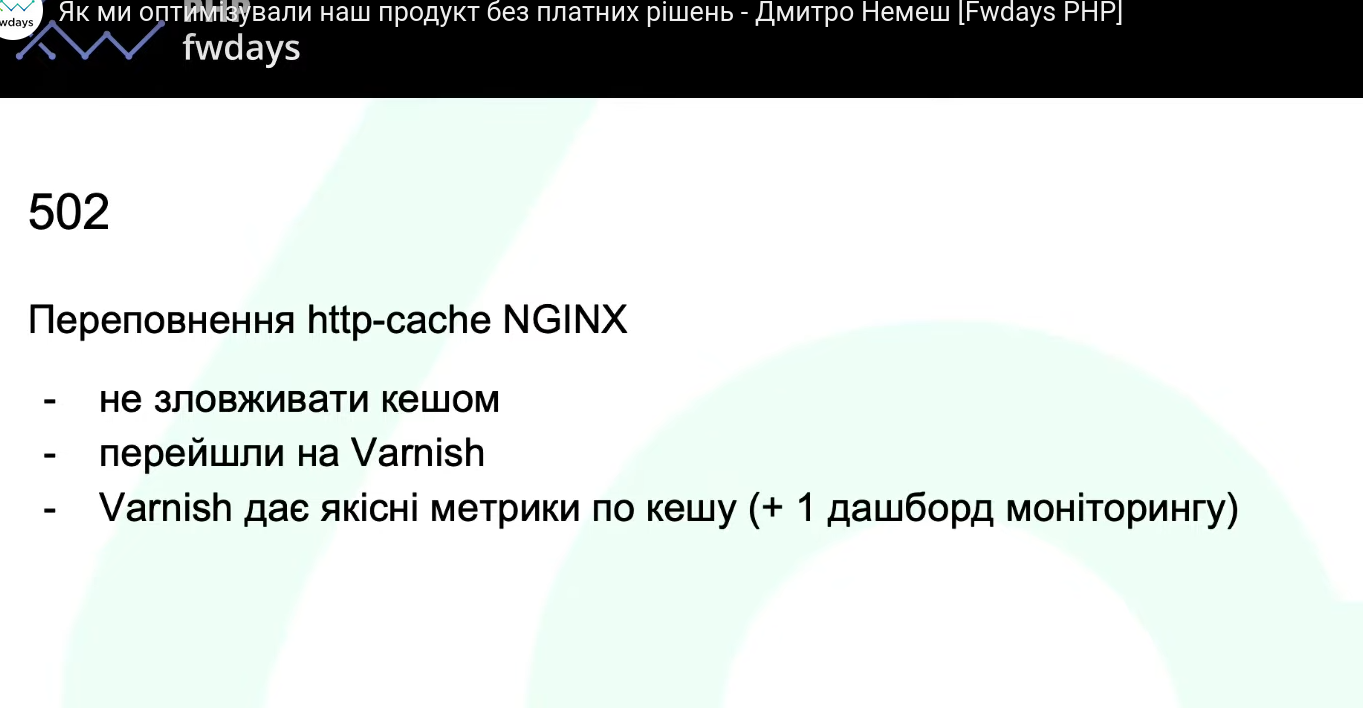 Як ми оптимізували наш продукт без платних рішень - Дмитро Немеш [Fwdays PHP]
wdays
PHP
fwdays
502
Переповнення http-cache NGINX
- не зловживати кешом
- перейшли на Varnish
- Varnish дає якісні метрики по кешу (+ 1 дашборд моніторингу)